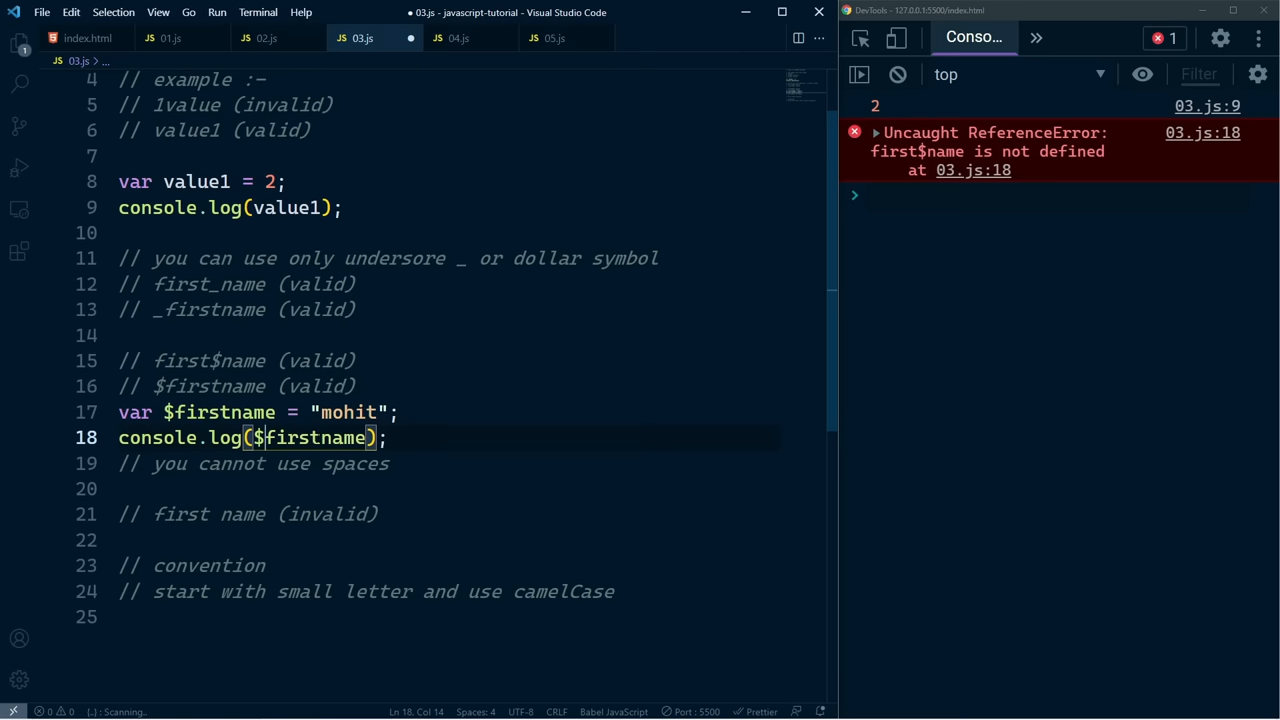 File Edit Selection View Go Run Terminal Help
● 03.js - javascript-tutorial - Visual Studio Code
index.html
JS 01.js
JS 02.js
JS 03.js ●
JS 04.js
JS 05.js
JS 03.js > ...
4 // example :-
5 // 1value (invalid)
6 // value1 (valid)
7
8 var value1 = 2;
9 console.log(value1);
10
11 // you can use only undersore _ or dollar symbol
12 // first_name (valid)
13 // _firstname (valid)
14
15 // first$name (valid)
16 // $firstname (valid)
17 var $firstname = "mohit";
18 console.log($firstname);
19 // you cannot use spaces
20
21 // first name (invalid)
22
23 // convention
24 // start with small letter and use camelCase
25
1
0 0 {..} : Scanning..
Ln 18, Col 14 Spaces: 4 UTF-8 CRLF Babel JavaScript Port : 5500 Prettier
DevTools - 127.0.0.1:5500/index.html
Conso... » 1
top Filter
2 03.js:9
Uncaught ReferenceError: 03.js:18
first$name is not defined
at 03.js:18
>